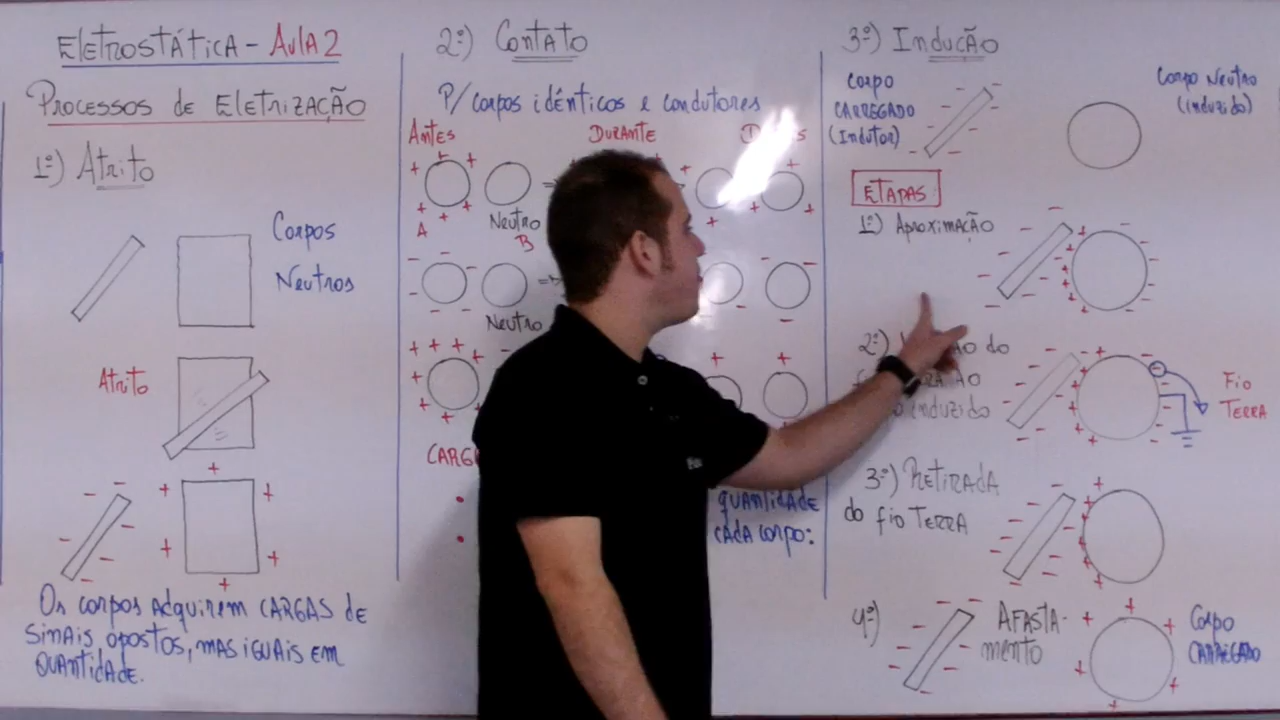 Eletrostática - Aula 2
Processos de Eletrização
1º) Atrito
Corpos
Neutros
Atrito
Os corpos adquirem cargas de
sinais opostos, mas iguais em
quantidade.
2º) Contato
P/ corpos idênticos e condutores
Antes
Durante
A
Neutro
B
Neutro
quantidade
cada corpo:
3º) Indução
Corpo
carregado
(Indutor)
Corpo Neutro
(induzido)
Etapas
1º) Aproximação
2º)
do
ao
induzido
Fio
Terra
3º) Retirada
do fio Terra
4º)
Afasta-
mento
Corpo
carregado